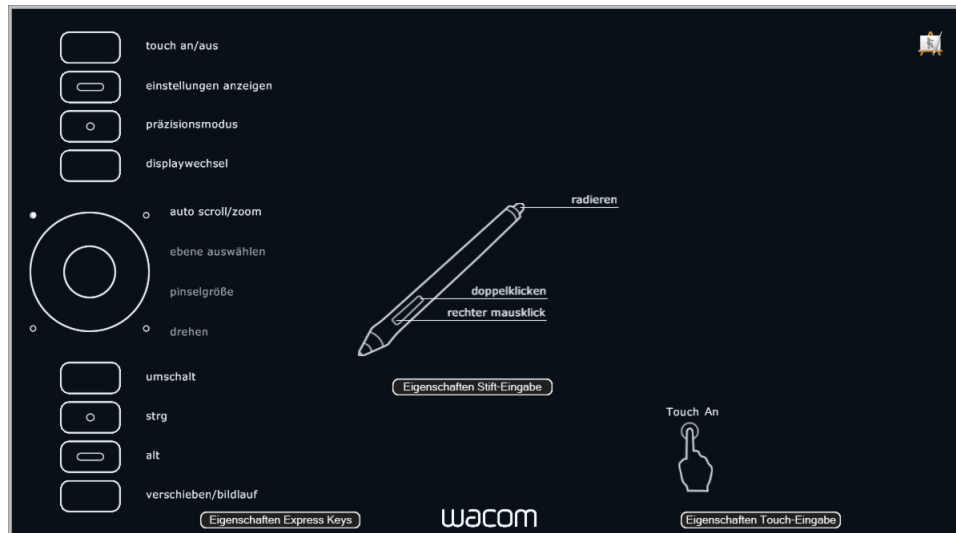 touch an/aus
einstellungen anzeigen
präzisionsmodus
displaywechsel
auto scroll/zoom
ebene auswählen
pinselgröße
drehen
umschalt
strg
alt
verschieben/bildlauf
Eigenschaften Express Keys
radieren
doppelklicken
rechter mausklick
Eigenschaften Stift-Eingabe
wacom
Touch An
Eigenschaften Touch-Eingabe